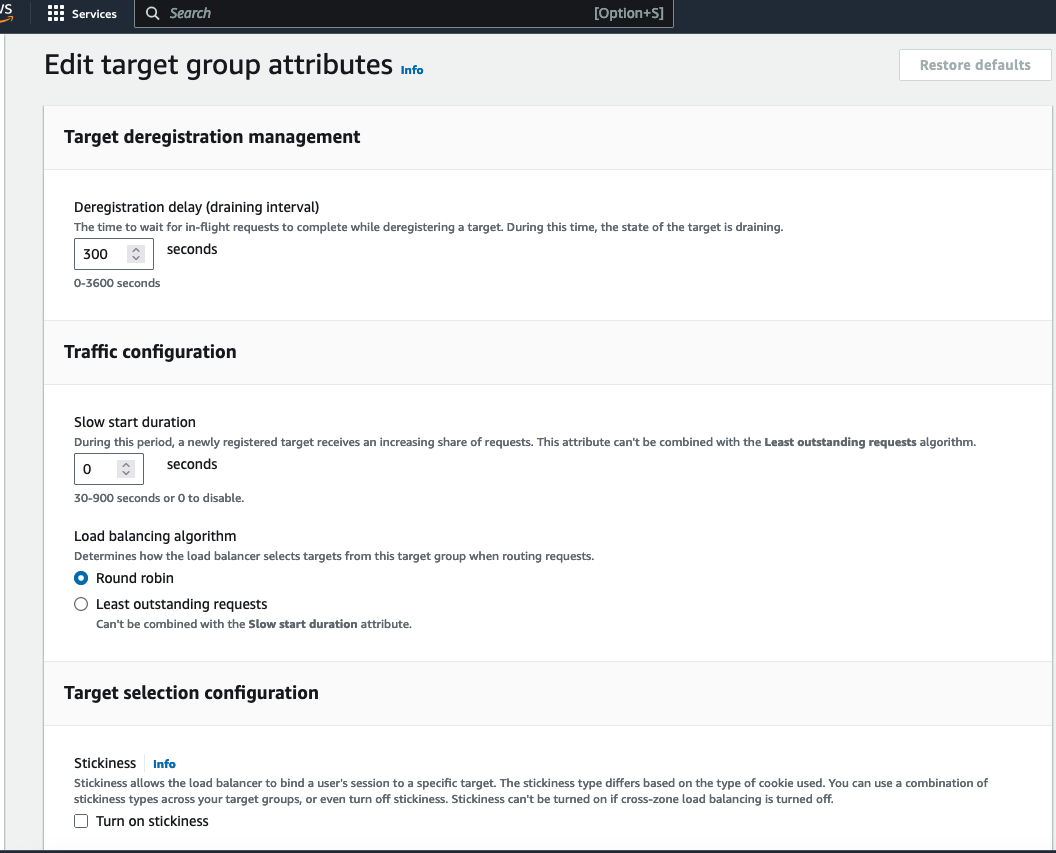 Services
Search
[Option+S]
Edit target group attributes Info
Restore defaults
Target deregistration management
Deregistration delay (draining interval)
The time to wait for in-flight requests to complete while deregistering a target. During this time, the state of the target is draining.
300 seconds
0-3600 seconds
Traffic configuration
Slow start duration
During this period, a newly registered target receives an increasing share of requests. This attribute can't be combined with the Least outstanding requests algorithm.
0 seconds
30-900 seconds or 0 to disable.
Load balancing algorithm
Determines how the load balancer selects targets from this target group when routing requests.
Round robin
Least outstanding requests
Can't be combined with the Slow start duration attribute.
Target selection configuration
Stickiness Info
Stickiness allows the load balancer to bind a user's session to a specific target. The stickiness type differs based on the type of cookie used. You can use a combination of
stickiness types across your target groups, or even turn off stickiness. Stickiness can't be turned on if cross-zone load balancing is turned off.
Turn on stickiness